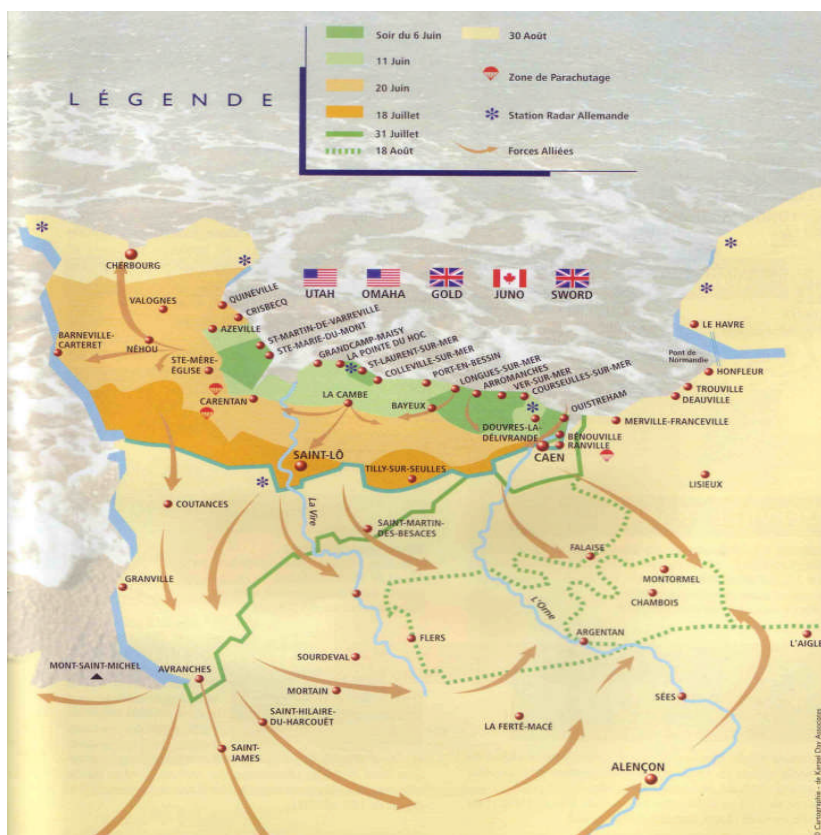 LÉGENDE
Soir du 6 Juin
11 Juin
20 Juin
18 Juillet
31 Juillet
18 Août
30 Août
Zone de Parachutage
Station Radar Allemande
Forces Alliées
CHERBOURG
UTAH
OMAHA
GOLD
JUNO
SWORD
QUINÉVILLE
CRISBECQ
VALOGNES
AZEVILLE
ST-MARTIN-DE-VARREVILLE
STE-MARIE-DU-MONT
GRANDCAMP-MAISY
LA POINTE DU HOC
ST-LAURENT-SUR-MER
COLLEVILLE-SUR-MER
PORT-EN-BESSIN
LONGUES-SUR-MER
ARROMANCHES
VER-SUR-MER
COURSEULLES-SUR-MER
LE HAVRE
BARNEVILLE-
CARTERET
NÉHOU
STE-MÈRE-
ÉGLISE
Pont de
Normandie
HONFLEUR
TROUVILLE
DEAUVILLE
CARENTAN
LA CAMBE
BAYEUX
OUISTREHAM
DOUVRES-LA-
DÉLIVRANDE
MERVILLE-FRANCEVILLE
BÉNOUVILLE
RANVILLE
CAEN
SAINT-LÔ
TILLY-SUR-SEULLES
LISIEUX
COUTANCES
La Vire
SAINT-MARTIN-
DES-BESACES
FALAISE
GRANVILLE
MONTORMEL
CHAMBOIS
L'Orne
FLERS
ARGENTAN
L'AIGLE
MONT-SAINT-MICHEL
AVRANCHES
SOURDEVAL
MORTAIN
SÉES
SAINT-HILAIRE-
DU-HARCOUËT
LA FERTÉ-MACÉ
SAINT-
JAMES
ALENÇON
© Cartographie - de Kergal